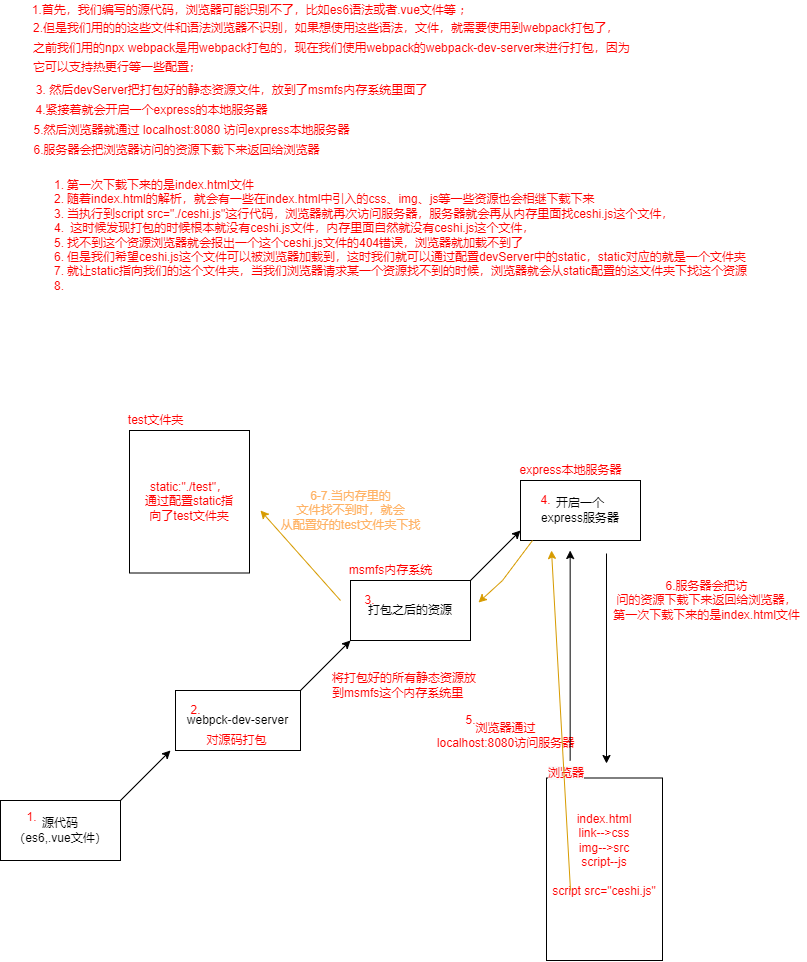 1.首先，我们编写的源代码，浏览器可能识别不了，比如es6语法或者.vue文件等 ；
2.但是我们用的的这些文件和语法浏览器不识别，如果想使用这些语法，文件，就需要使用到webpack打包了，
之前我们用的npx webpack是用webpack打包的，现在我们使用webpack的webpack-dev-server来进行打包，因为
它可以支持热更行等一些配置；
3. 然后devServer把打包好的静态资源文件，放到了msmfs内存系统里面了
4.紧接着就会开启一个express的本地服务器
5.然后浏览器就通过 localhost:8080 访问express本地服务器
6.服务器会把浏览器访问的资源下载下来返回给浏览器
1. 第一次下载下来的是index.html文件
2. 随着index.html的解析，就会有一些在index.html中引入的css、img、js等一些资源也会相继下载下来
3. 当执行到script src="./ceshi.js"这行代码，浏览器就再次访问服务器，服务器就会再从内存里面找ceshi.js这个文件，
4. 这时候发现打包的时候根本就没有ceshi.js文件，内存里面自然就没有ceshi.js这个文件，
5. 找不到这个资源浏览器就会报出一个这个ceshi.js文件的404错误，浏览器就加载不到了
6. 但是我们希望ceshi.js这个文件可以被浏览器加载到，这时我们就可以通过配置devServer中的static，static对应的就是一个文件夹
7. 就让static指向我们的这个文件夹，当我们浏览器请求某一个资源找不到的时候，浏览器就会从static配置的这文件夹下找这个资源
8.
test文件夹
static:"./test"，
通过配置static指
向了test文件夹
6-7.当内存里的
文件找不到时，就会
从配置好的test文件夹下找
express本地服务器
4. 开启一个
express服务器
msmfs内存系统
3.
打包之后的资源
6.服务器会把访
问的资源下载下来返回给浏览器，
第一次下载下来的是index.html文件
将打包好的所有静态资源放
到msmfs这个内存系统里
2.
webpck-dev-server
对源码打包
5.
浏览器通过
localhost:8080访问服务器
浏览器
1.
源代码
（es6,.vue文件）
index.html
link-->css
img-->src
script--js
script src="ceshi.js"